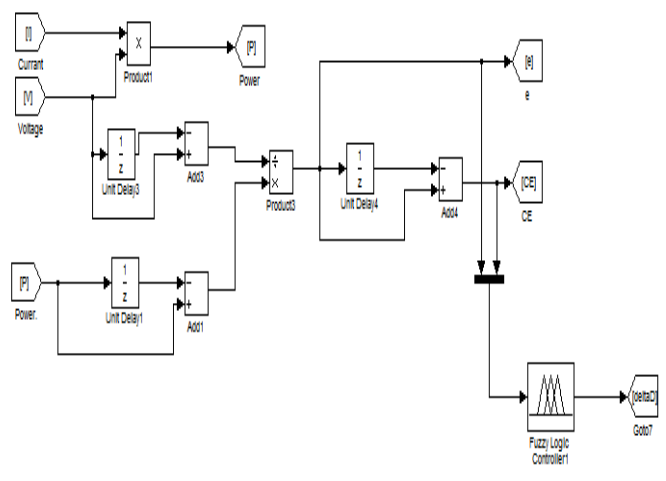 [I]
Currant
×
Product1
[P]
Power
[V]
Voltage
1
z
Unit Delay3
−
+
Add3
÷
×
Product3
1
z
Unit Delay4
−
+
Add4
[e]
e
[CE]
CE
[P]
Power.
1
z
Unit Delay1
−
+
Add1
Fuzzy Logic
Controller1
[deltaD]
Goto7